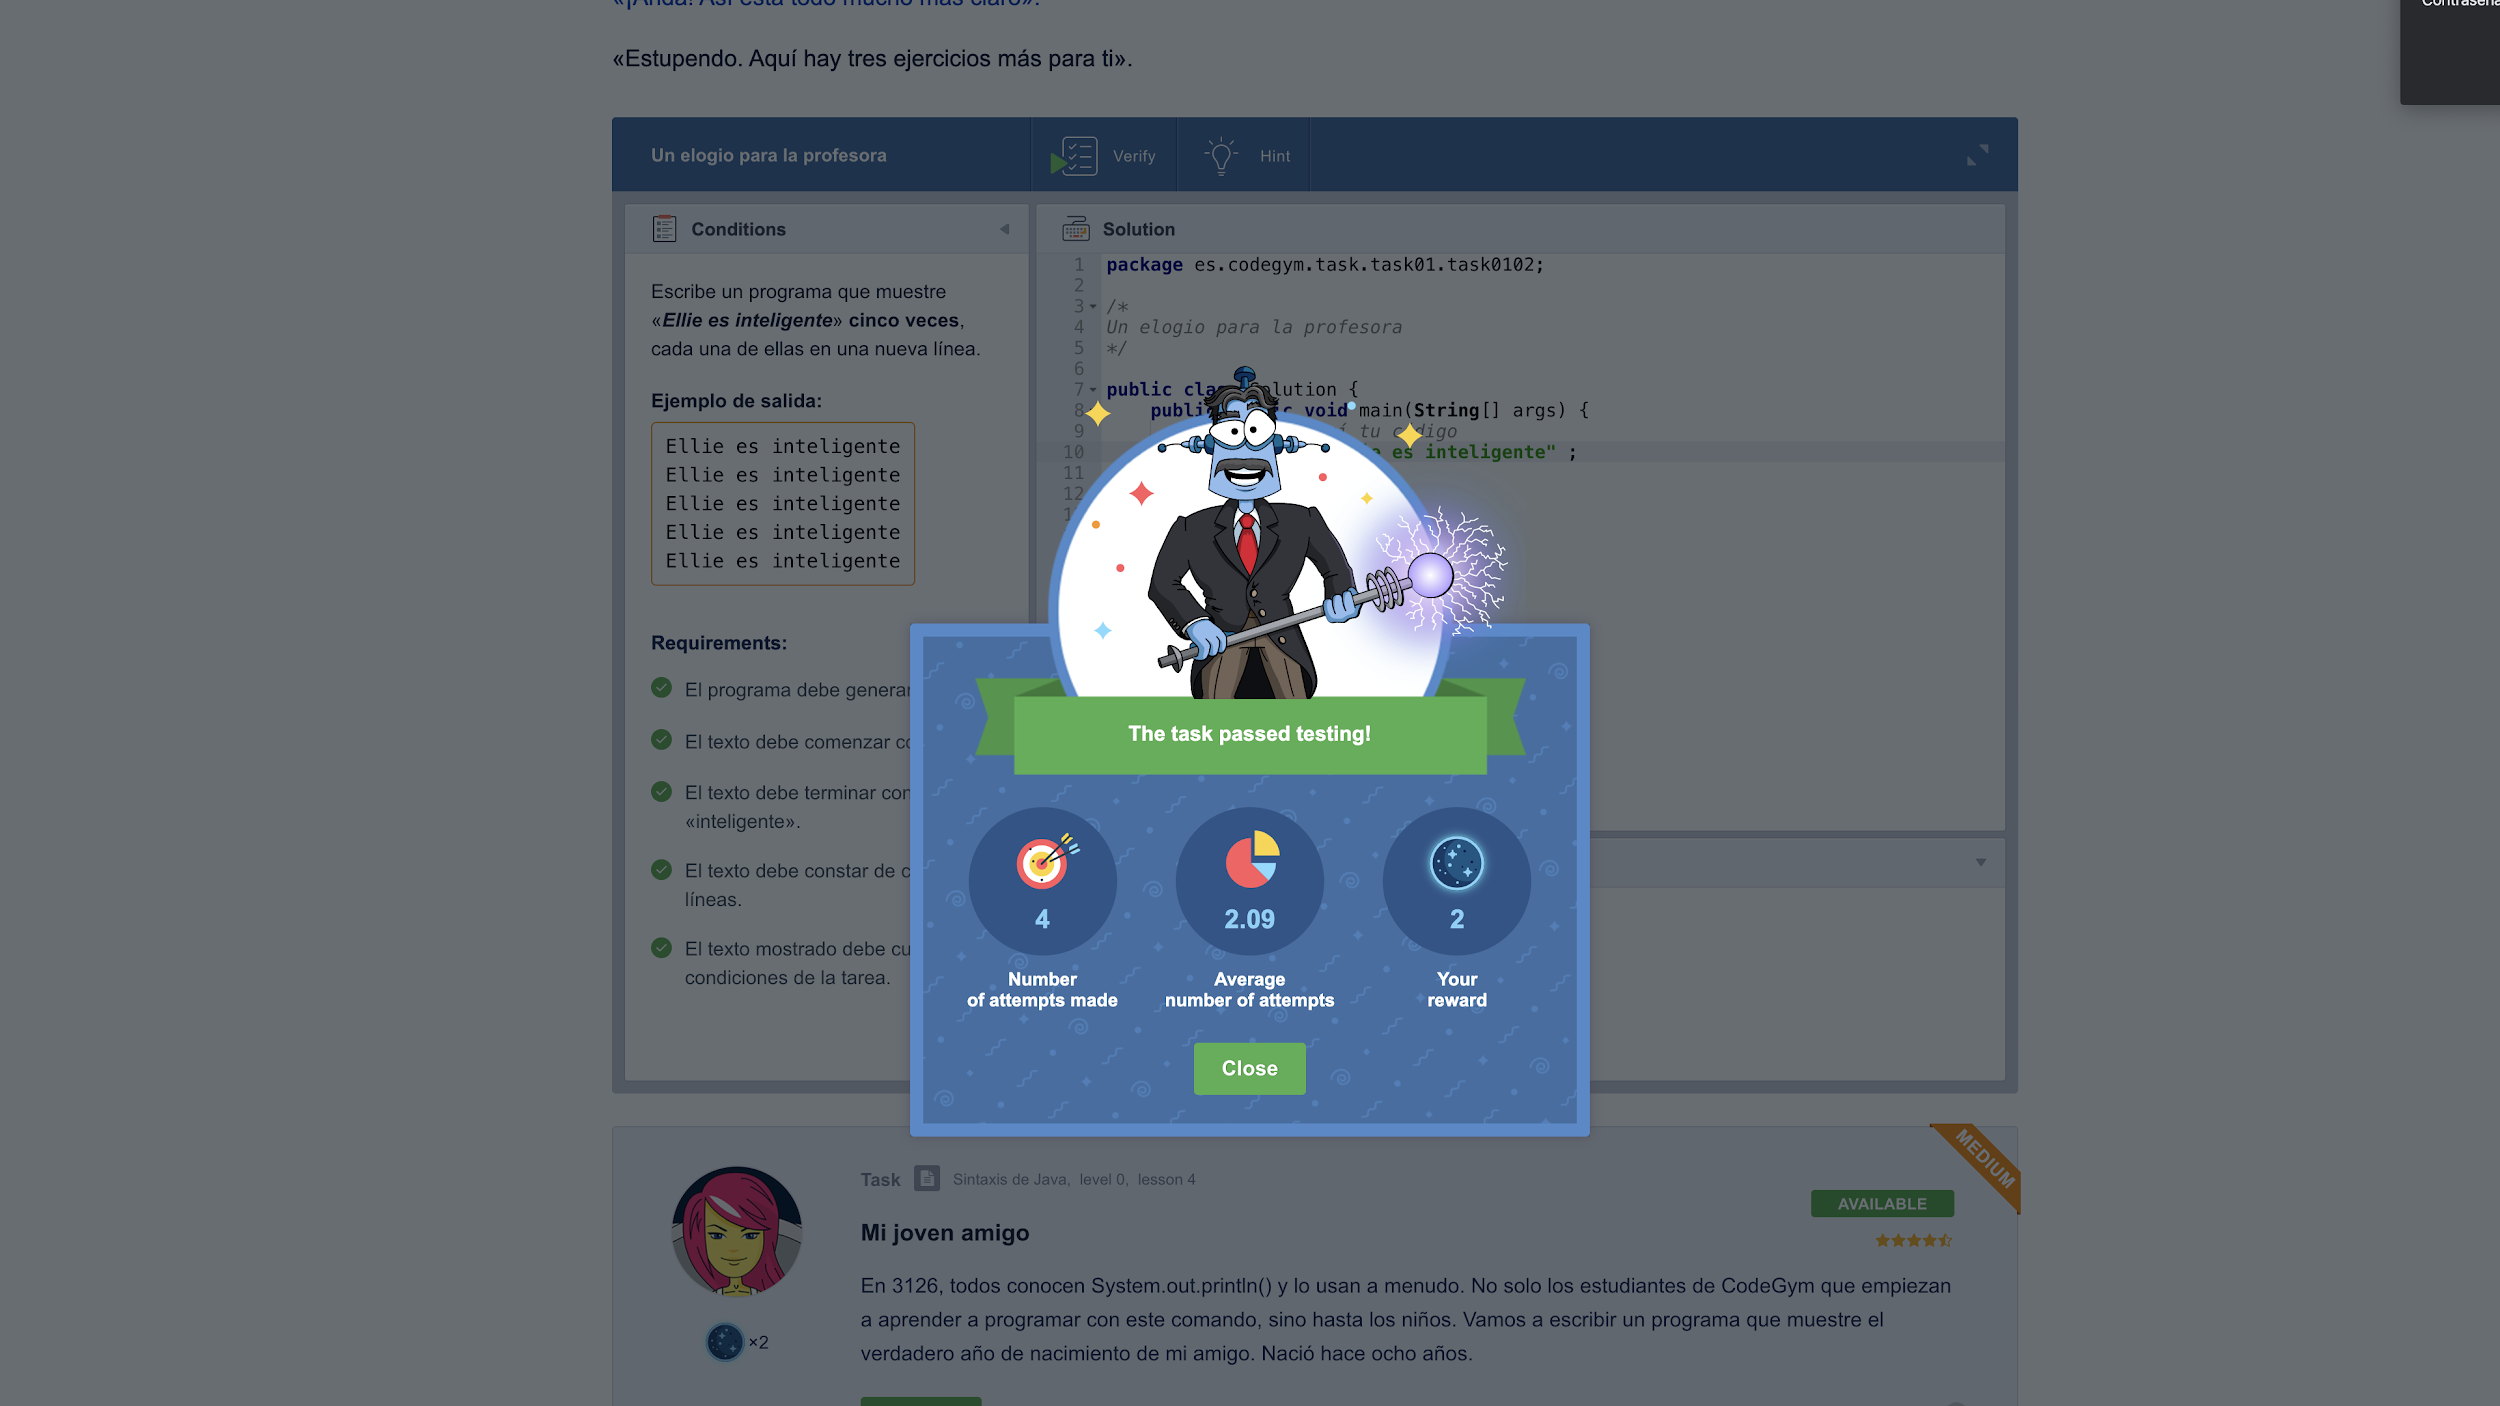 «¡Anda! Así está todo mucho más claro».
«Estupendo. Aquí hay tres ejercicios más para ti».
Un elogio para la profesora
Verify
Hint
Conditions
Escribe un programa que muestre
«Ellie es inteligente» cinco veces,
cada una de ellas en una nueva línea.
Ejemplo de salida:
Ellie es inteligente
Ellie es inteligente
Ellie es inteligente
Ellie es inteligente
Ellie es inteligente
Requirements:
El programa debe
El texto debe comenzar
El texto debe terminar con
«inteligente».
El texto debe constar de
líneas.
El texto mostrado debe
condiciones de la tarea.
Solution
1 package es.codegym.task.task01.task0102;
2
3 /*
4 Un elogio para la profesora
5 */
6
7 public
8 void main(String[] args) {
9 tu
10 es inteligente" ;
11
12
The task passed testing!
4
Number
of attempts made
2.09
Average
number of attempts
2
Your
reward
Close
Task Sintaxis de Java, level 0, lesson 4
MEDIUM
AVAILABLE
Mi joven amigo
En 3126, todos conocen System.out.println() y lo usan a menudo. No solo los estudiantes de CodeGym que empiezan
a aprender a programar con este comando, sino hasta los niños. Vamos a escribir un programa que muestre el
verdadero año de nacimiento de mi amigo. Nació hace ocho años.
×2